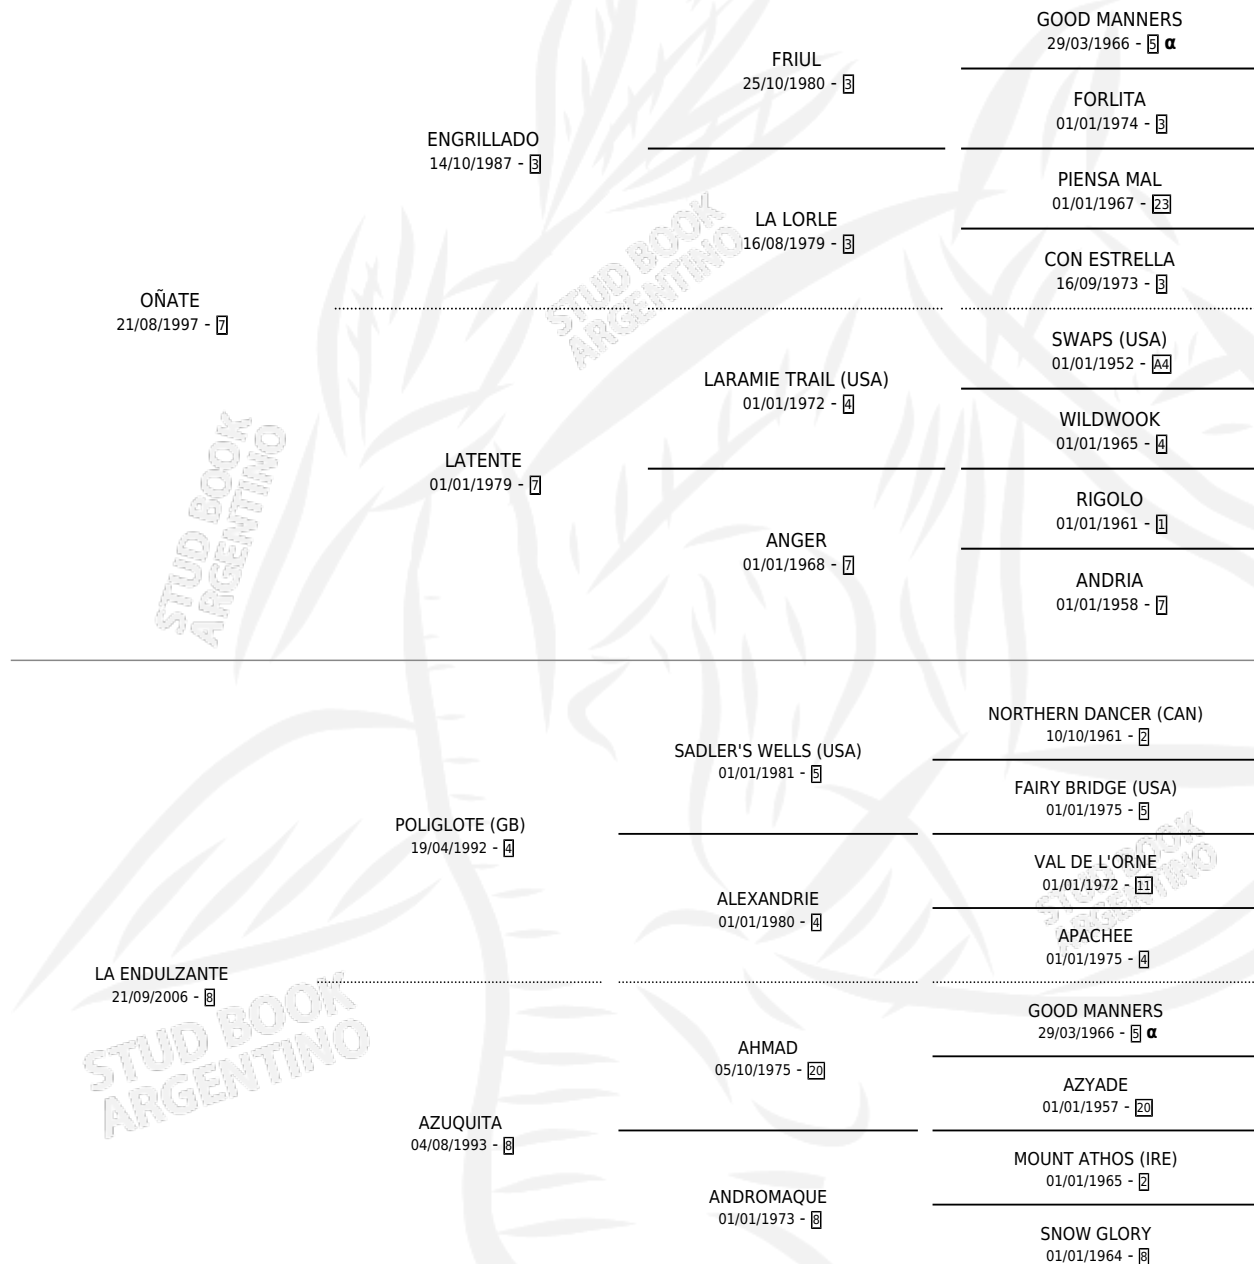 GOOD MANNERS
29/03/1966 - 5 α
FRIUL
25/10/1980 - 3
FORLITA
01/01/1974 - 3
ENGRILLADO
14/10/1987 - 3
PIENSA MAL
01/01/1967 - 23
LA LORLE
16/08/1979 - 3
CON ESTRELLA
16/09/1973 - 3
STUD BOOK
ARGENTINO
OÑATE
21/08/1997 - 7
SWAPS (USA)
01/01/1952 - A4
LARAMIE TRAIL (USA)
01/01/1972 - 4
WILDWOOK
01/01/1965 - 4
LATENTE
01/01/1979 - 7
RIGOLO
01/01/1961 - 1
ANGER
01/01/1968 - 7
ANDRIA
01/01/1958 - 7
STUD BOOK
ARGENTINO
NORTHERN DANCER (CAN)
10/10/1961 - 2
SADLER'S WELLS (USA)
01/01/1981 - 5
FAIRY BRIDGE (USA)
01/01/1975 - 5
POLIGLOTE (GB)
19/04/1992 - 4
VAL DE L'ORNE
01/01/1972 - 11
STUD BOOK
ARGENTINO
ALEXANDRIE
01/01/1980 - 4
APACHEE
01/01/1975 - 4
LA ENDULZANTE
21/09/2006 - 8
STUD BOOK
ARGENTINO
GOOD MANNERS
29/03/1966 - 5 α
AHMAD
05/10/1975 - 20
AZYADE
01/01/1957 - 20
AZUQUITA
04/08/1993 - 8
MOUNT ATHOS (IRE)
01/01/1965 - 2
ANDROMAQUE
01/01/1973 - 8
SNOW GLORY
01/01/1964 - 8